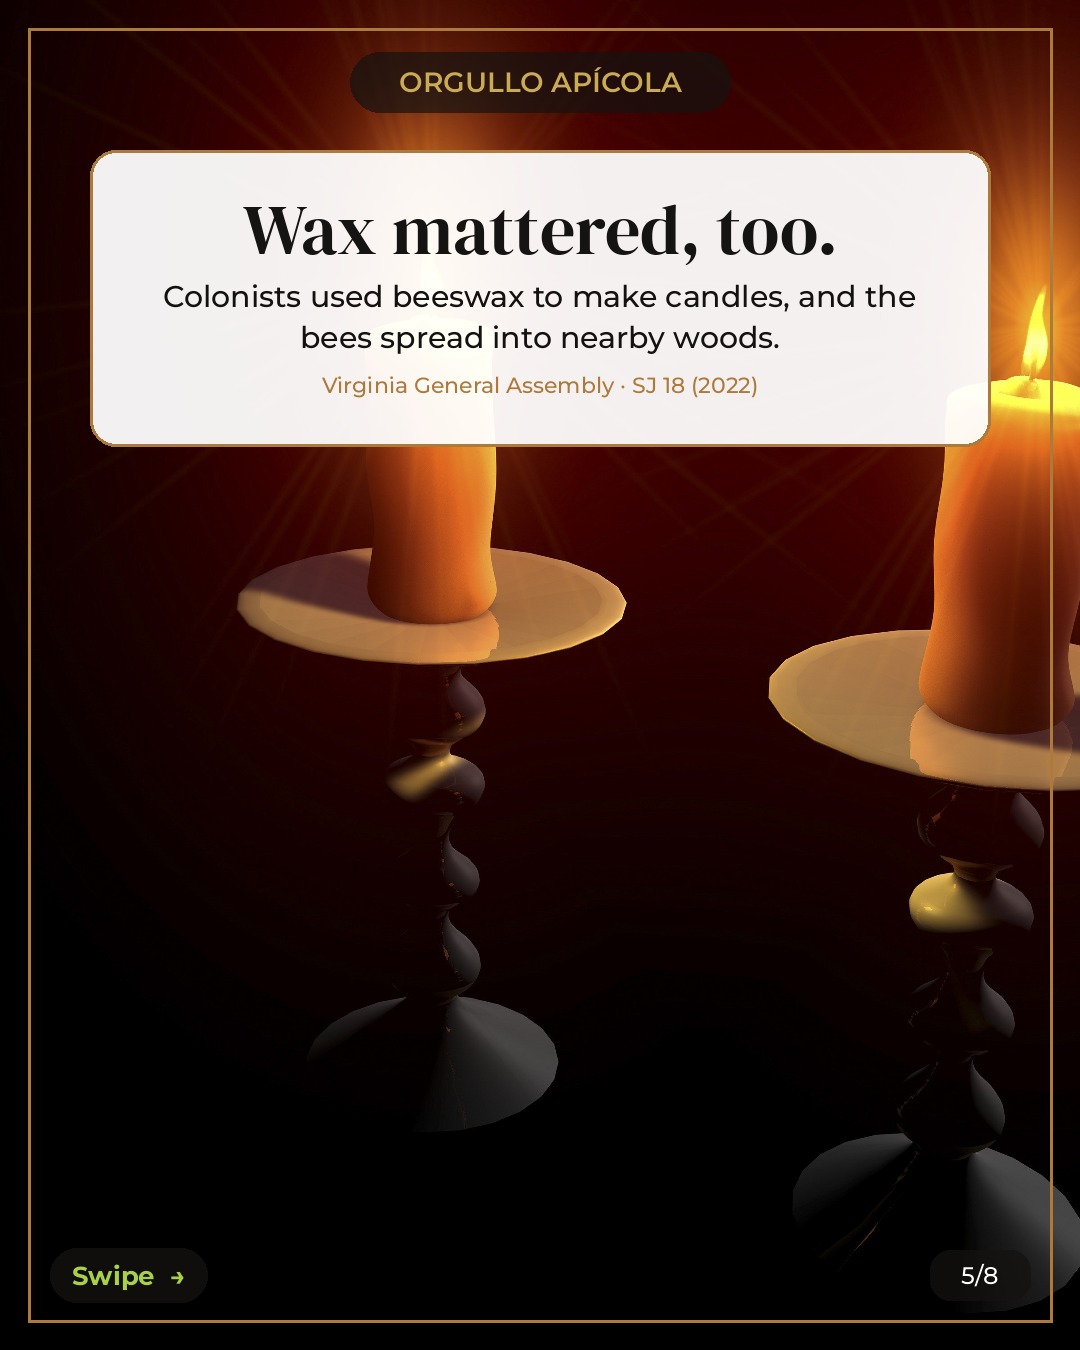 ORGULLO APÍCOLA
Wax mattered, too.
Colonists used beeswax to make candles, and the
bees spread into nearby woods.
Virginia General Assembly · SJ 18 (2022)
Swipe →
5/8